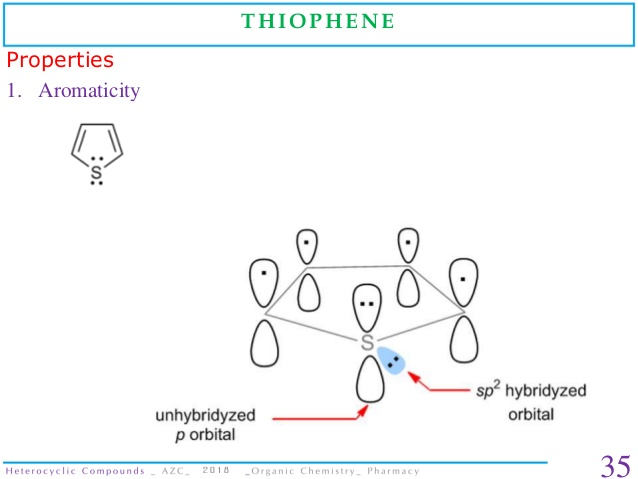 THIOPHENE
Properties
1. Aromaticity
S
S
sp² hybridyzed
orbital
unhybridyzed
p orbital
Heterocyclic Compounds _ AZC_ 2018 _Organic Chemistry_ Pharmacy
35